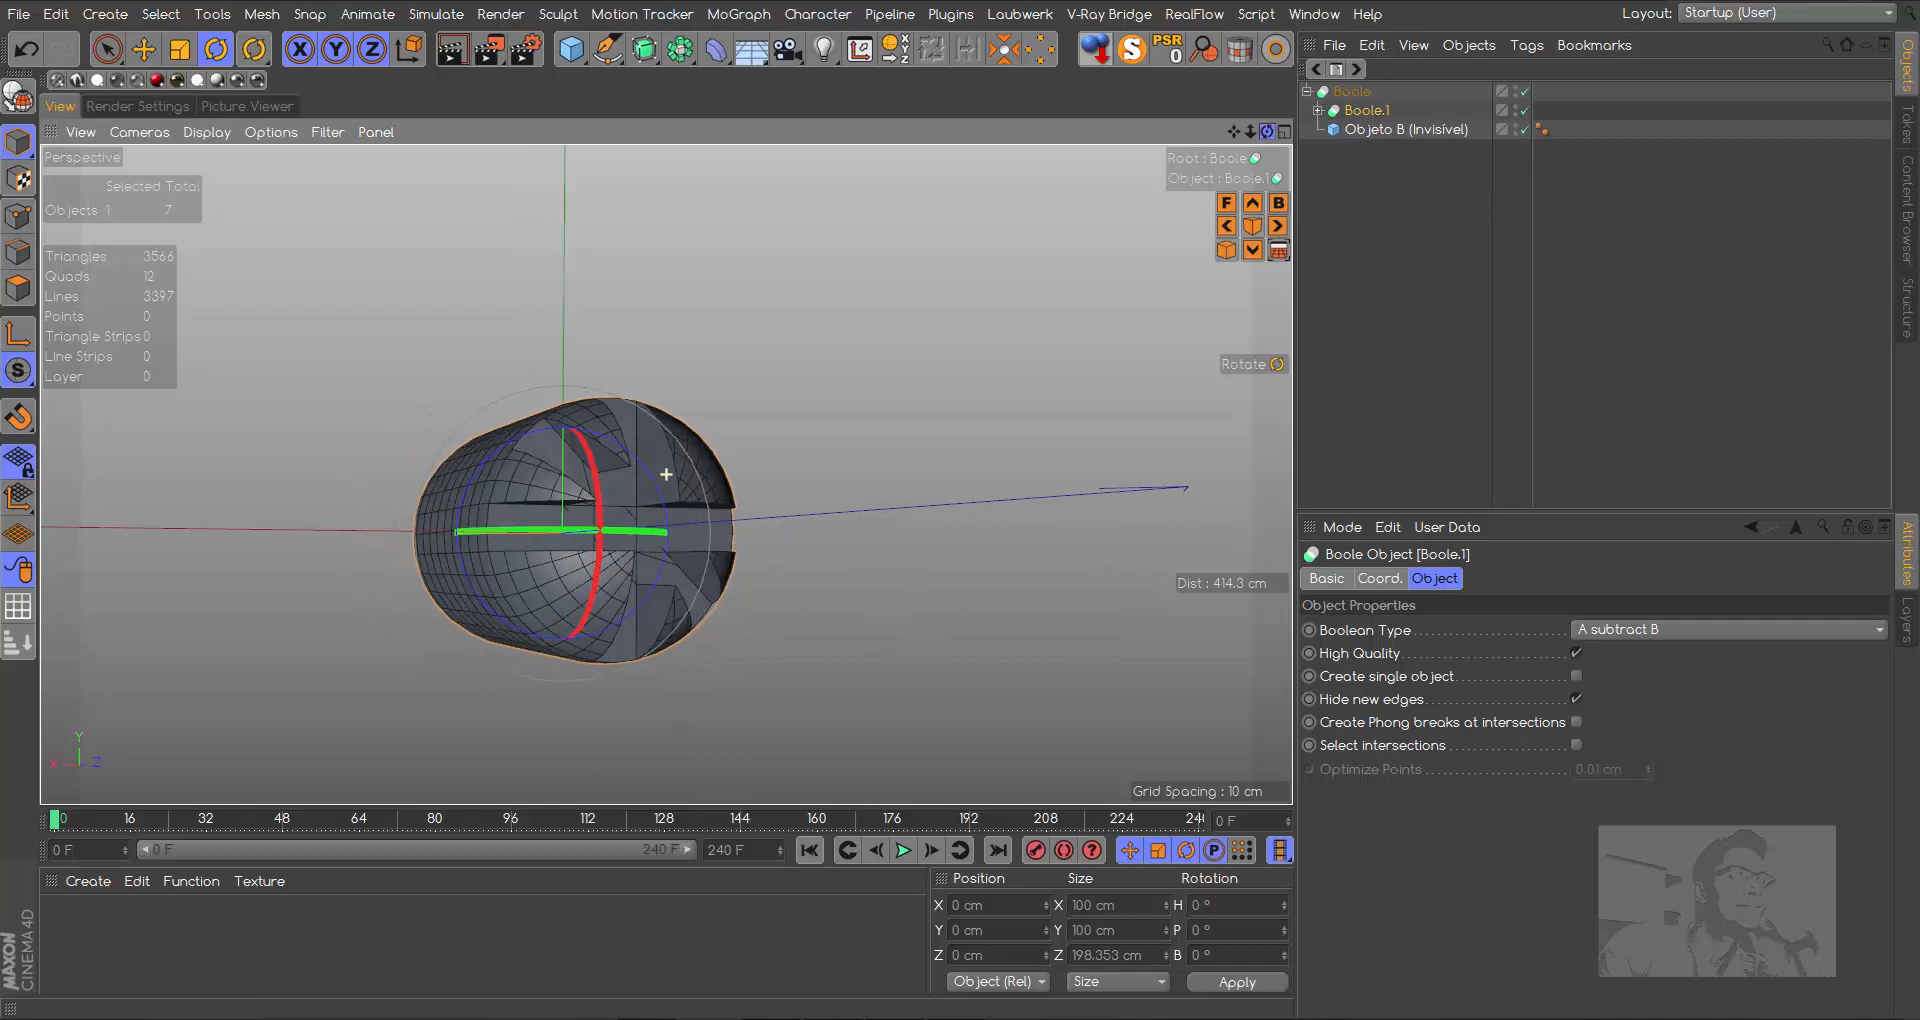 File Edit Create Select Tools Mesh Snap Animate Simulate Render Sculpt Motion Tracker MoGraph Character Pipeline Plugins Laubwerk V-Ray Bridge RealFlow Script Window Help Layout: Startup (User)
X Y Z S PSR 0
File Edit View Objects Tags Bookmarks
View Render Settings Picture Viewer
View Cameras Display Options Filter Panel
Perspective
Selected Total
Objects 1 7
Triangles 3566
Quads 12
Lines 3397
Points 0
Triangle Strips 0
Line Strips 0
Layer 0
Root : Boole
Object : Boole.1
F B
Rotate
Dist : 414.3 cm
Grid Spacing : 10 cm
Y
X Z
S
Boole
Boole.1
Objeto B (Invisível)
Objects
Takes
Content Browser
Structure
Mode Edit User Data
Boole Object [Boole.1]
Basic Coord. Object
Object Properties
Boolean Type A subtract B
High Quality
Create single object
Hide new edges
Create Phong breaks at intersections
Select intersections
Optimize Points 0.01 cm
Attributes
Layers
0 16 32 48 64 80 96 112 128 144 160 176 192 208 224 24 0 F
0 F 0 F 240 F 240 F ? P
Create Edit Function Texture
Position Size Rotation
X 0 cm X 100 cm H 0 °
Y 0 cm Y 100 cm P 0 °
Z 0 cm Z 198.353 cm B 0 °
Object (Rel) Size Apply
MAXON
CINEMA 4D